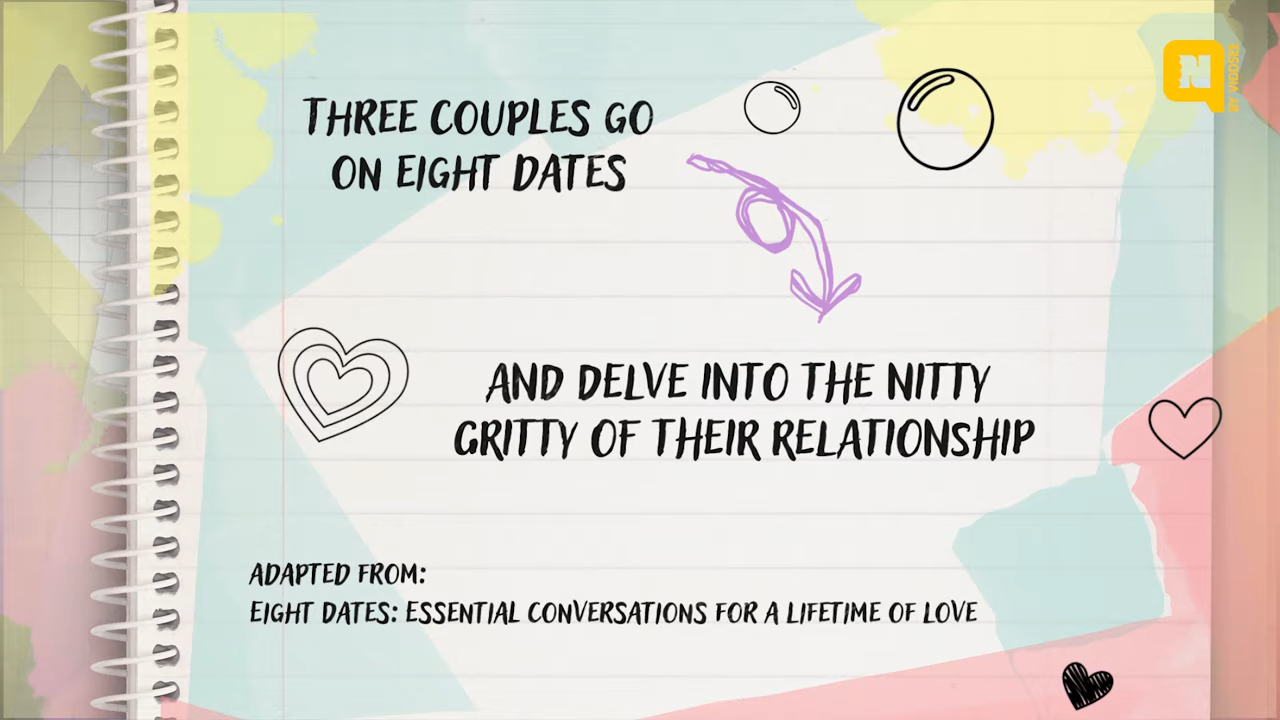 THREE COUPLES GO
ON EIGHT DATES
AND DELVE INTO THE NITTY
GRITTY OF THEIR RELATIONSHIP
ADAPTED FROM:
EIGHT DATES: ESSENTIAL CONVERSATIONS FOR A LIFETIME OF LOVE
N